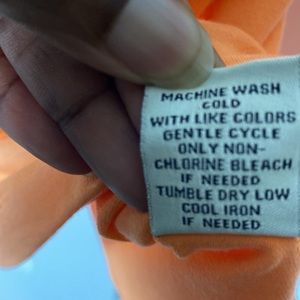 MACHINE WASH
COLD
WITH LIKE COLORS
GENTLE CYCLE
ONLY NON-
CHLORINE BLEACH
IF NEEDED
TUMBLE DRY LOW
COOL IRON
IF NEEDED